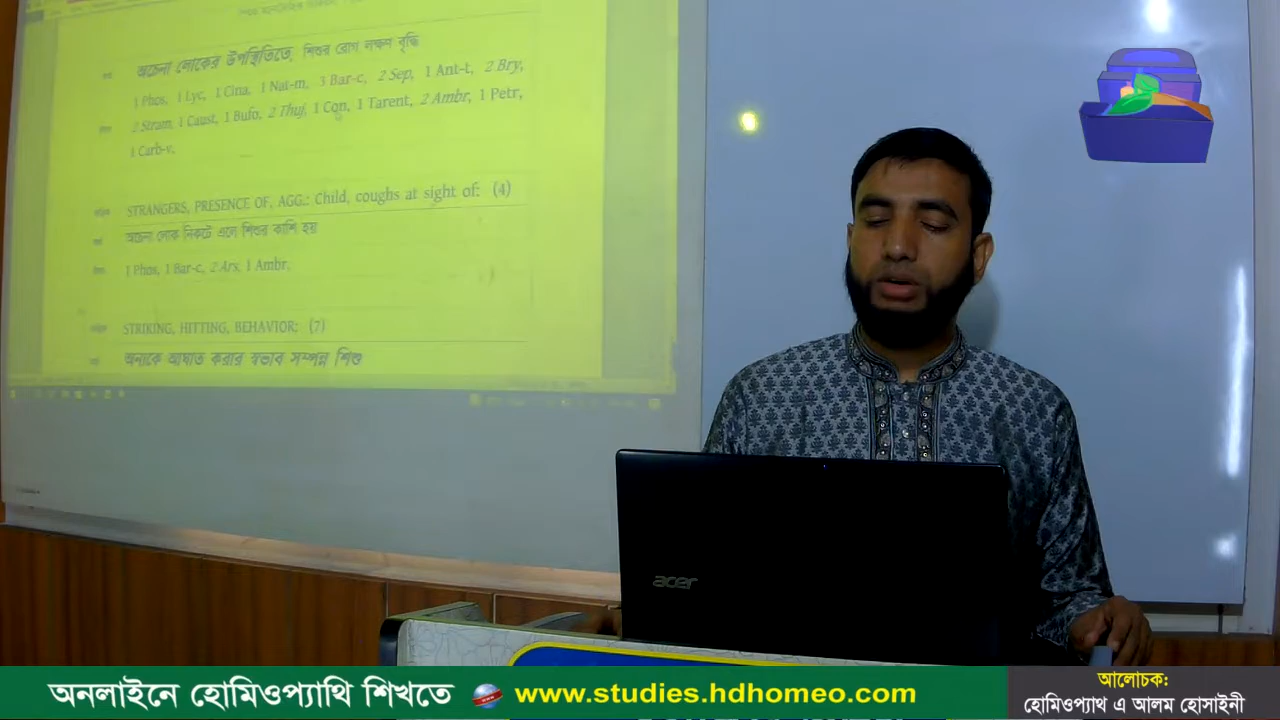 অচেনা লোকের উপস্থিতিতে, শিশুর রোগ লক্ষণ বৃদ্ধি
1 Phos, 1 Lyc, 1 Cina, 1 Nat-m, 3 Bar-c, 2 Sep, 1 Ant-t, 2 Bry,
2 Stram, 1 Caust, 1 Bufo, 2 Thuj, 1 Con, 1 Tarent, 2 Ambr, 1 Petr,
1 Carb-v.
STRANGERS, PRESENCE OF, AGG.: Child, coughs at sight of: (4)
অচেনা লোক নিকটে এলে শিশুর কাশি হয়
1 Phos, 1 Bar-c, 2 Ars, 1 Ambr.
STRIKING, HITTING, BEHAVIOR: (7)
অন্যকে আঘাত করার স্বভাব সম্পন্ন শিশু
acer
অনলাইনে হোমিওপ্যাথি শিখতে www.studies.hdhomeo.com
আলোচক:
হোমিওপ্যাথ এ আলম হোসাইনী